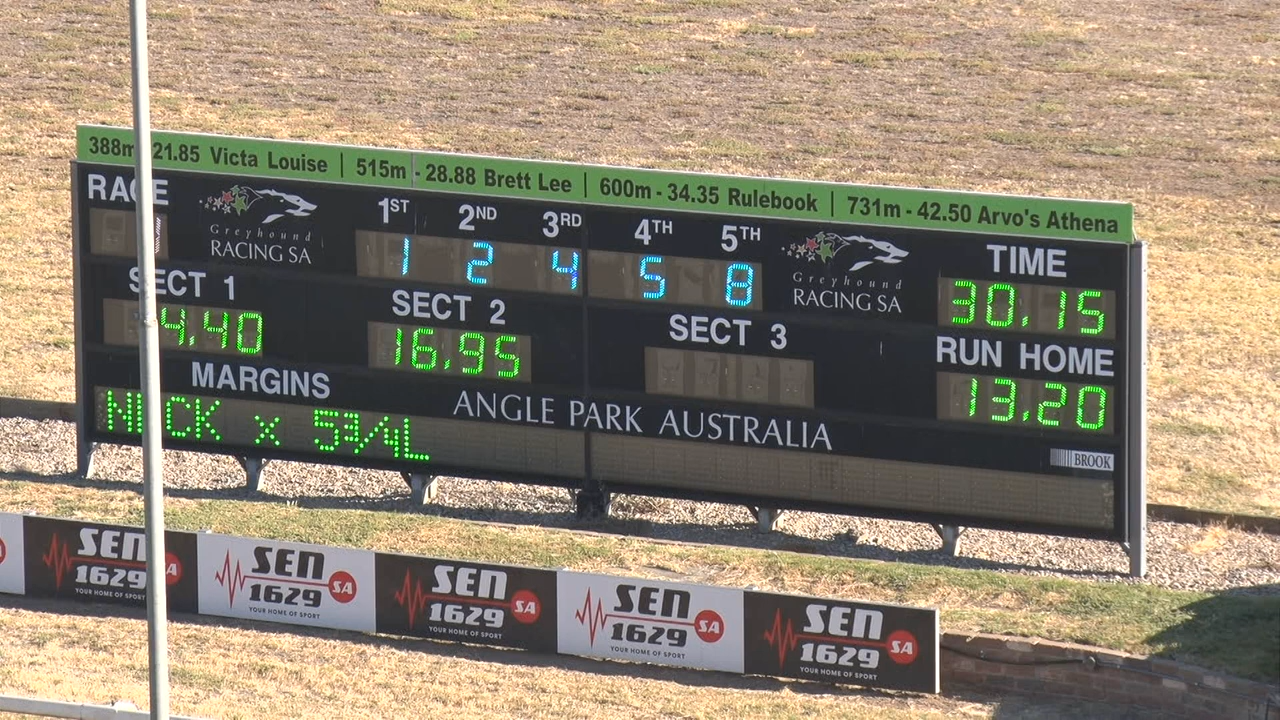 388m 21.85 Victa Louise | 515m - 28.88 Brett Lee | 600m - 34.35 Rulebook | 731m - 42.50 Arvo's Athena
RACE
Greyhound
RACING SA
1ST 2ND 3RD 4TH 5TH
1 2 4 5 8
Greyhound
RACING SA
TIME
30.15
SECT 1
4.40
SECT 2
16.95
SECT 3
RUN HOME
13.20
MARGINS
NECK x 5¾L
ANGLE PARK AUSTRALIA
BROOK
SEN
1629 SA
YOUR HOME OF SPORT
SEN
1629 SA
YOUR HOME OF SPORT
SEN
1629 SA
YOUR HOME OF SPORT
SEN
1629 SA
YOUR HOME OF SPORT
SEN
1629 SA
YOUR HOME OF SPORT